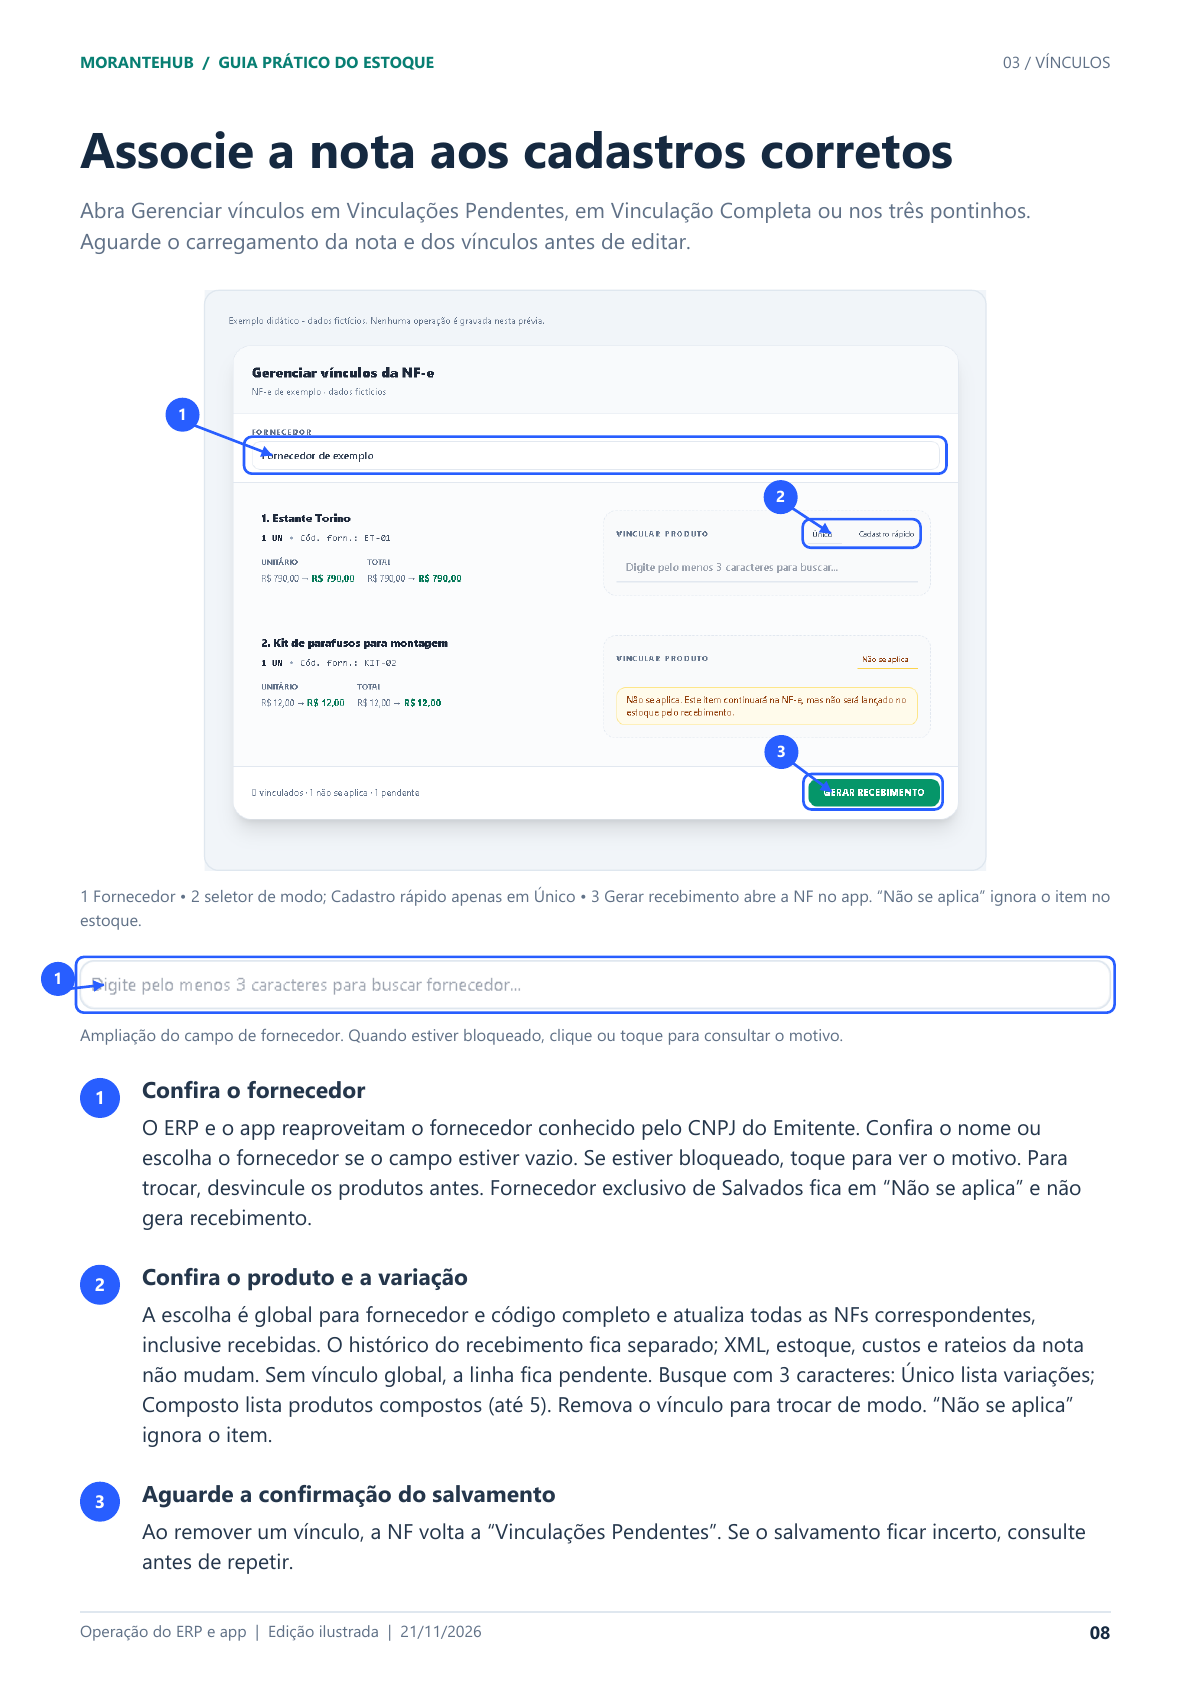 MORANTEHUB / GUIA PRÁTICO DO ESTOQUE
03 / VÍNCULOS
Associe a nota aos cadastros corretos
Abra Gerenciar vínculos em Vinculações Pendentes, em Vinculação Completa ou nos três pontinhos.
Aguarde o carregamento da nota e dos vínculos antes de editar.
Exemplo didático - dados fictícios. Nenhuma operação é gravada nesta prévia.
Gerenciar vínculos da NF-e
NF-e de exemplo · dados fictícios
1
FORNECEDOR
Fornecedor de exemplo
2
1. Estante Torino
1 UN • Cód. forn.: ET-01
UNITÁRIO TOTAL
R$ 790,00 → R$ 790,00 R$ 790,00 → R$ 790,00
VINCULAR PRODUTO Único Cadastro rápido
Digite pelo menos 3 caracteres para buscar...
2. Kit de parafusos para montagem
1 UN • Cód. forn.: KIT-02
UNITÁRIO TOTAL
R$ 12,00 → R$ 12,00 R$ 12,00 → R$ 12,00
VINCULAR PRODUTO Não se aplica
Não se aplica. Este item continuará na NF-e, mas não será lançado no
estoque pelo recebimento.
3
0 vinculados · 1 não se aplica · 1 pendente
GERAR RECEBIMENTO
1 Fornecedor • 2 seletor de modo; Cadastro rápido apenas em Único • 3 Gerar recebimento abre a NF no app. “Não se aplica” ignora o item no
estoque.
1
Digite pelo menos 3 caracteres para buscar fornecedor...
Ampliação do campo de fornecedor. Quando estiver bloqueado, clique ou toque para consultar o motivo.
1
Confira o fornecedor
O ERP e o app reaproveitam o fornecedor conhecido pelo CNPJ do Emitente. Confira o nome ou
escolha o fornecedor se o campo estiver vazio. Se estiver bloqueado, toque para ver o motivo. Para
trocar, desvincule os produtos antes. Fornecedor exclusivo de Salvados fica em “Não se aplica” e não
gera recebimento.
2
Confira o produto e a variação
A escolha é global para fornecedor e código completo e atualiza todas as NFs correspondentes,
inclusive recebidas. O histórico do recebimento fica separado; XML, estoque, custos e rateios da nota
não mudam. Sem vínculo global, a linha fica pendente. Busque com 3 caracteres: Único lista variações;
Composto lista produtos compostos (até 5). Remova o vínculo para trocar de modo. “Não se aplica”
ignora o item.
3
Aguarde a confirmação do salvamento
Ao remover um vínculo, a NF volta a “Vinculações Pendentes”. Se o salvamento ficar incerto, consulte
antes de repetir.
Operação do ERP e app | Edição ilustrada | 21/11/2026
08